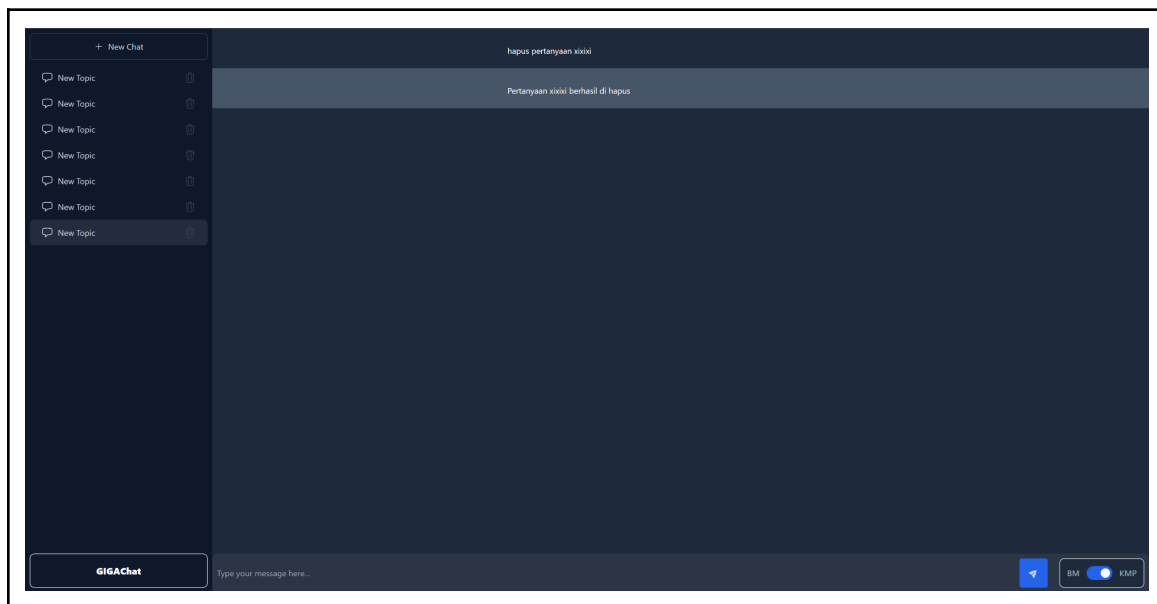 + New Chat
New Topic
New Topic
New Topic
New Topic
New Topic
New Topic
New Topic
GIGAChat
hapus pertanyaan xixixi
Pertanyaan xixixi berhasil di hapus
Type your message here...
BM KMP